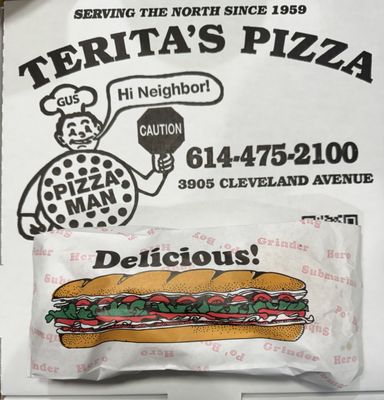 SERVING THE NORTH SINCE 1959
TERITA'S PIZZA
GUS
Hi Neighbor!
CAUTION
614-475-2100
3905 CLEVELAND AVENUE
PIZZA
MAN
Delicious!
Grinder
Hero
Submarine
Po' Boy
Hero
Grinder
Hero